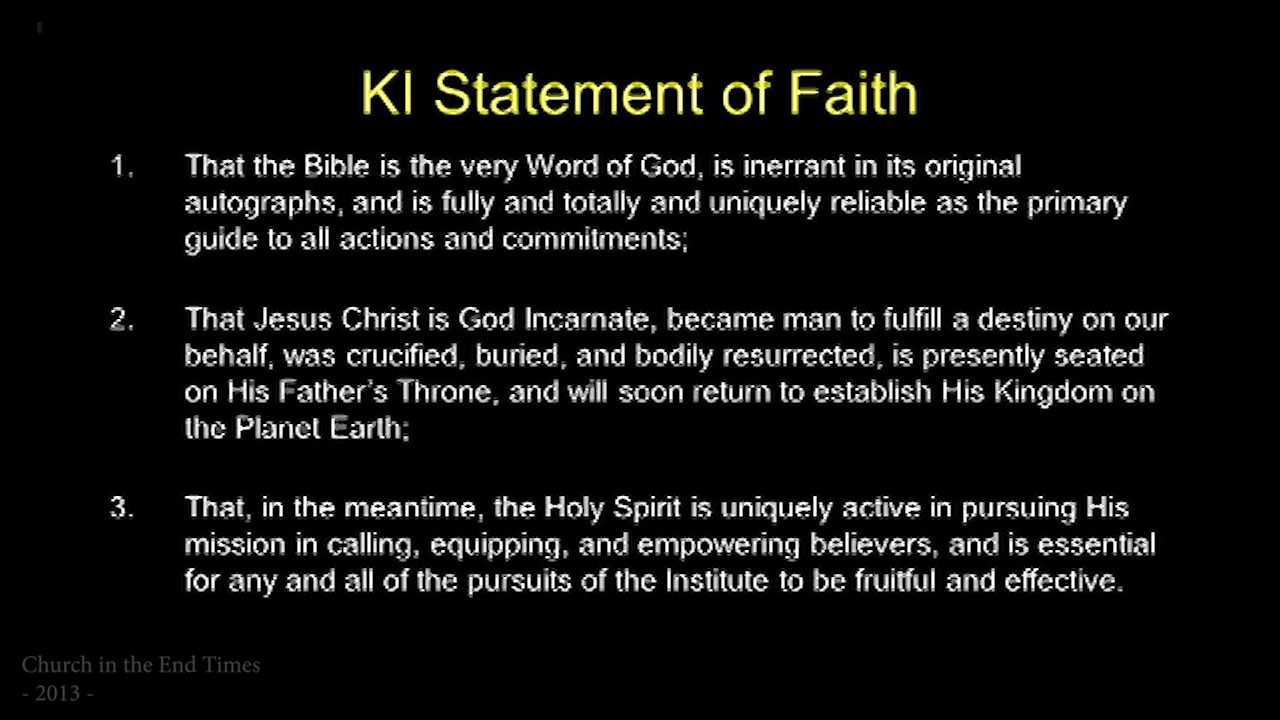 KI Statement of Faith
1. That the Bible is the very Word of God, is inerrant in its original
autographs, and is fully and totally and uniquely reliable as the primary
guide to all actions and commitments;
2. That Jesus Christ is God Incarnate, became man to fulfill a destiny on our
behalf, was crucified, buried, and bodily resurrected, is presently seated
on His Father's Throne, and will soon return to establish His Kingdom on
the Planet Earth;
3. That, in the meantime, the Holy Spirit is uniquely active in pursuing His
mission in calling, equipping, and empowering believers, and is essential
for any and all of the pursuits of the Institute to be fruitful and effective.
Church in the End Times
- 2013 -